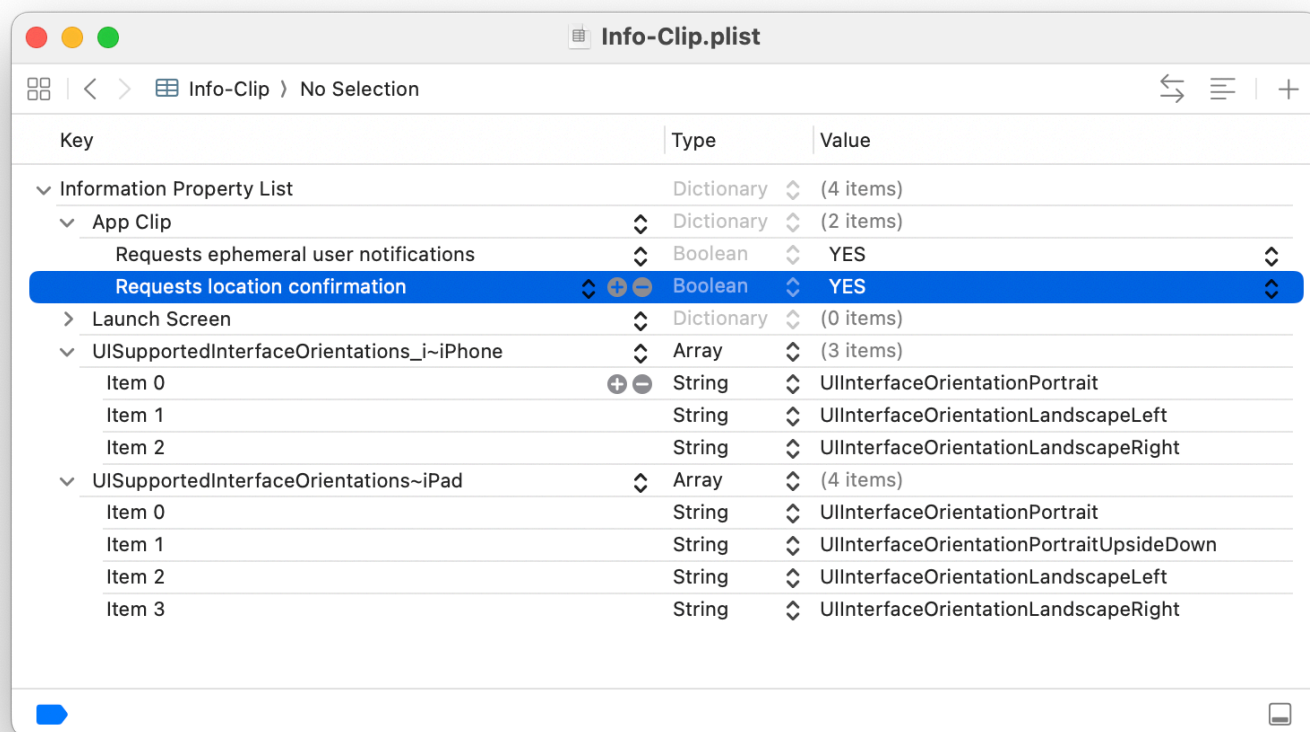 Info-Clip.plist
Info-Clip ⟩ No Selection
Key Type Value
Information Property List Dictionary (4 items)
App Clip Dictionary (2 items)
Requests ephemeral user notifications Boolean YES
Requests location confirmation Boolean YES
Launch Screen Dictionary (0 items)
UISupportedInterfaceOrientations_i~iPhone Array (3 items)
Item 0 String UIInterfaceOrientationPortrait
Item 1 String UIInterfaceOrientationLandscapeLeft
Item 2 String UIInterfaceOrientationLandscapeRight
UISupportedInterfaceOrientations~iPad Array (4 items)
Item 0 String UIInterfaceOrientationPortrait
Item 1 String UIInterfaceOrientationPortraitUpsideDown
Item 2 String UIInterfaceOrientationLandscapeLeft
Item 3 String UIInterfaceOrientationLandscapeRight